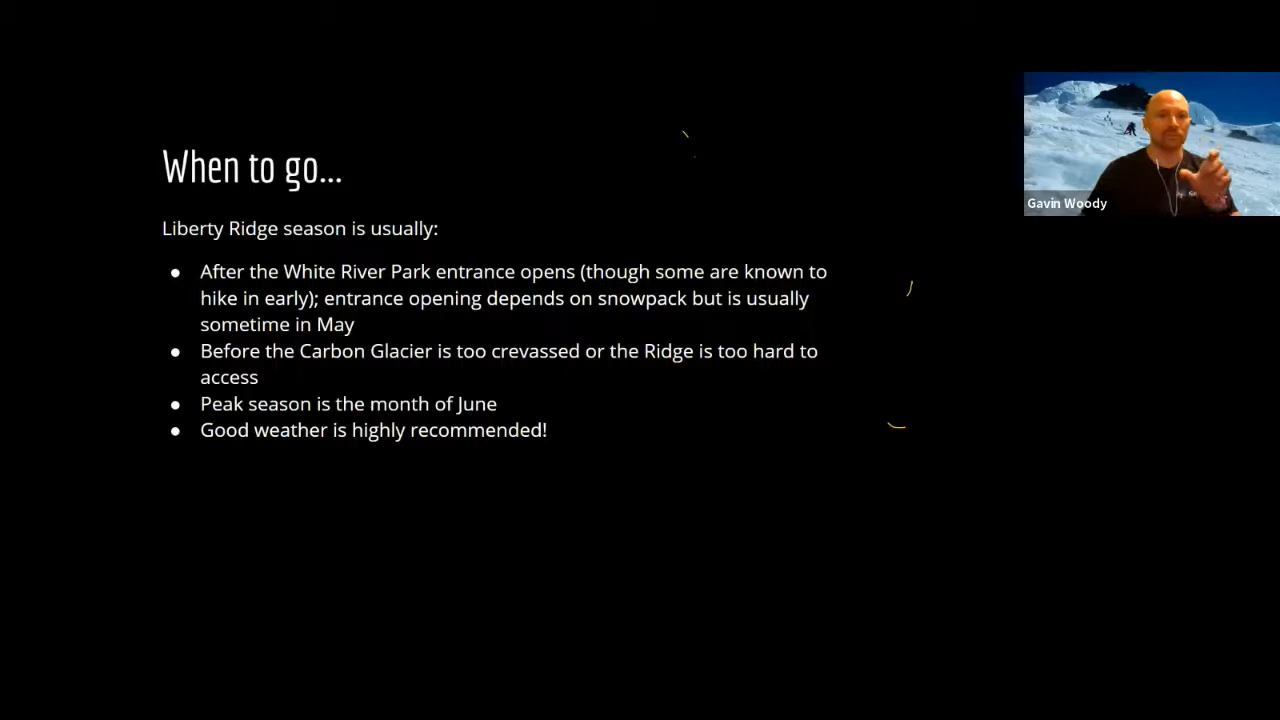 When to go...
Liberty Ridge season is usually:
● After the White River Park entrance opens (though some are known to
hike in early); entrance opening depends on snowpack but is usually
sometime in May
● Before the Carbon Glacier is too crevassed or the Ridge is too hard to
access
● Peak season is the month of June
● Good weather is highly recommended!
Gavin Woody